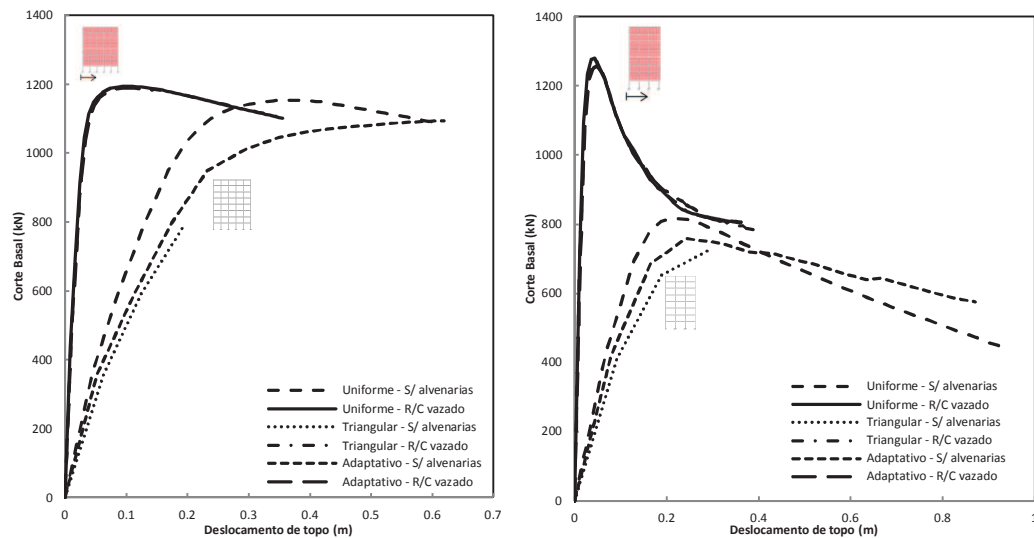 1400
1200
1000
800
600
400
200
0
Corte Basal (kN)
Uniforme - S/ alvenarias
Uniforme - R/C vazado
Triangular - S/ alvenarias
Triangular - R/C vazado
Adaptativo - S/ alvenarias
Adaptativo - R/C vazado
0 0.1 0.2 0.3 0.4 0.5 0.6 0.7
Deslocamento de topo (m)
1400
1200
1000
800
600
400
200
0
Corte Basal (kN)
Uniforme - S/ alvenarias
Uniforme - R/C vazado
Triangular - S/ alvenarias
Triangular - R/C vazado
Adaptativo - S/ alvenarias
Adaptativo - R/C vazado
0 0.2 0.4 0.6 0.8 1
Deslocamento de topo (m)